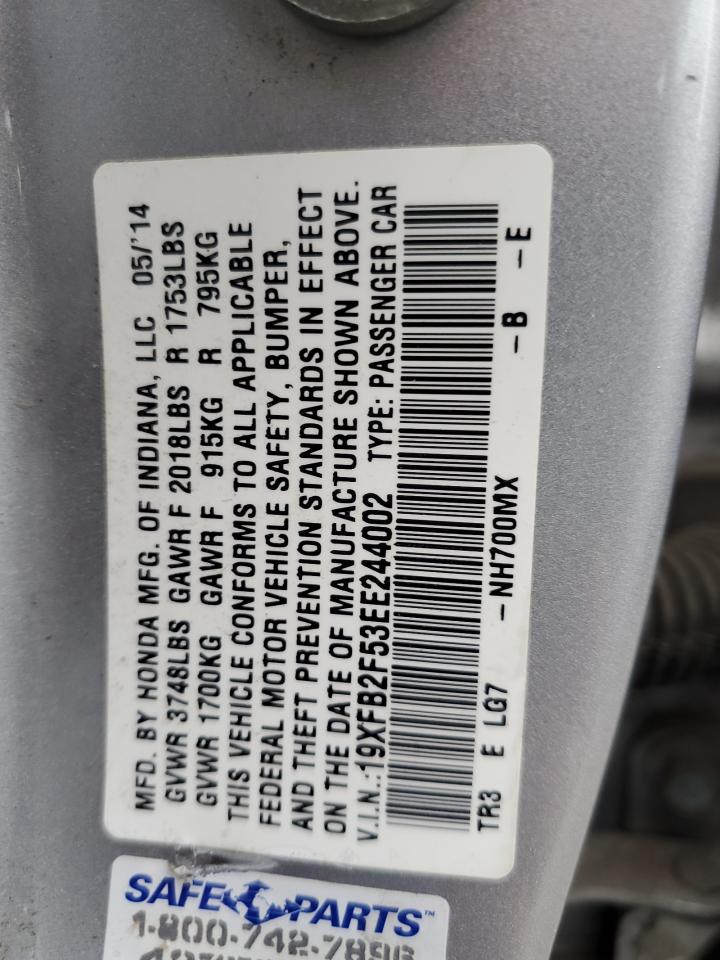 MFD. BY HONDA MFG. OF INDIANA, LLC 05/'14
GVWR 3748LBS GAWR F 2018LBS R 1753LBS
GVWR 1700KG GAWR F 915KG R 795KG
THIS VEHICLE CONFORMS TO ALL APPLICABLE
FEDERAL MOTOR VEHICLE SAFETY, BUMPER,
AND THEFT PREVENTION STANDARDS IN EFFECT
ON THE DATE OF MANUFACTURE SHOWN ABOVE.
V.I.N.:19XFB2F53EE244002 TYPE: PASSENGER CAR
TR3 E LG7 -NH700MX -B -E
SAFE PARTS™
1-800-742-7896